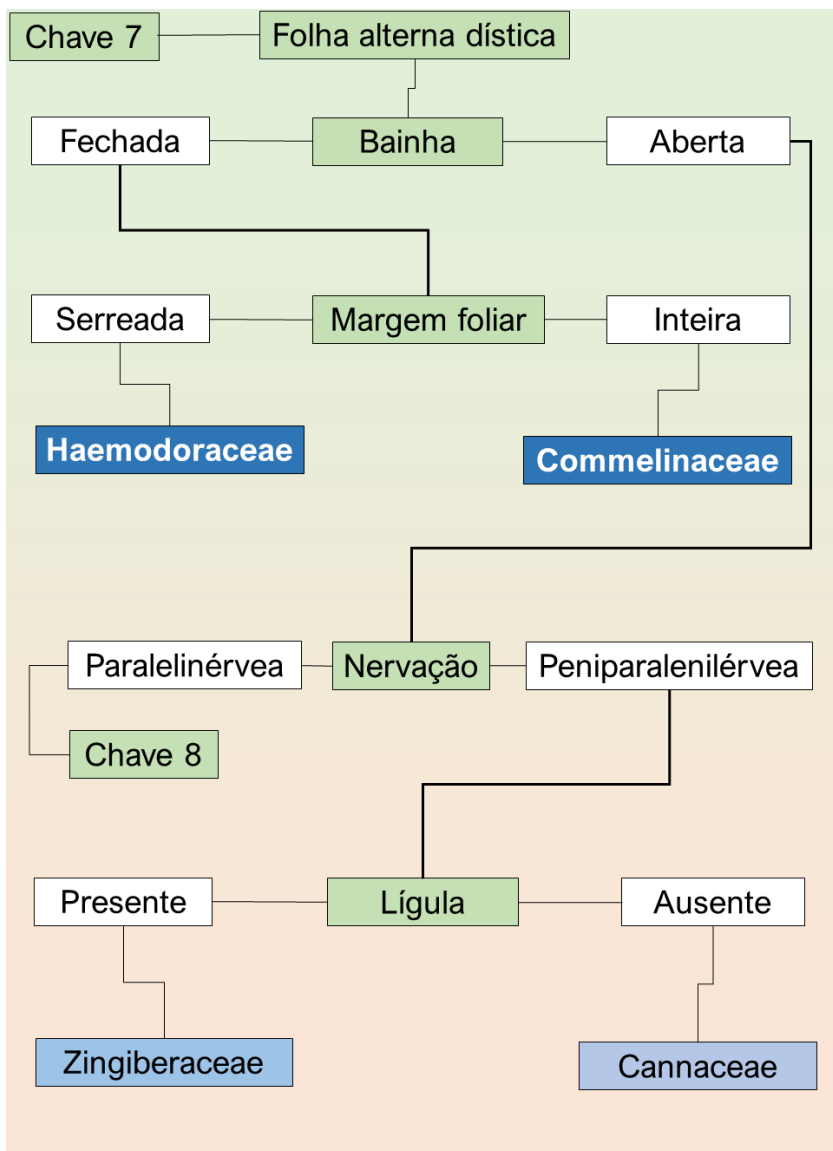 Chave 7
Folha alterna dística
Fechada
Bainha
Aberta
Serreada
Margem foliar
Inteira
Haemodoraceae
Commelinaceae
Paralelinérvea
Nervação
Peniparalenilérvea
Chave 8
Presente
Lígula
Ausente
Zingiberaceae
Cannaceae